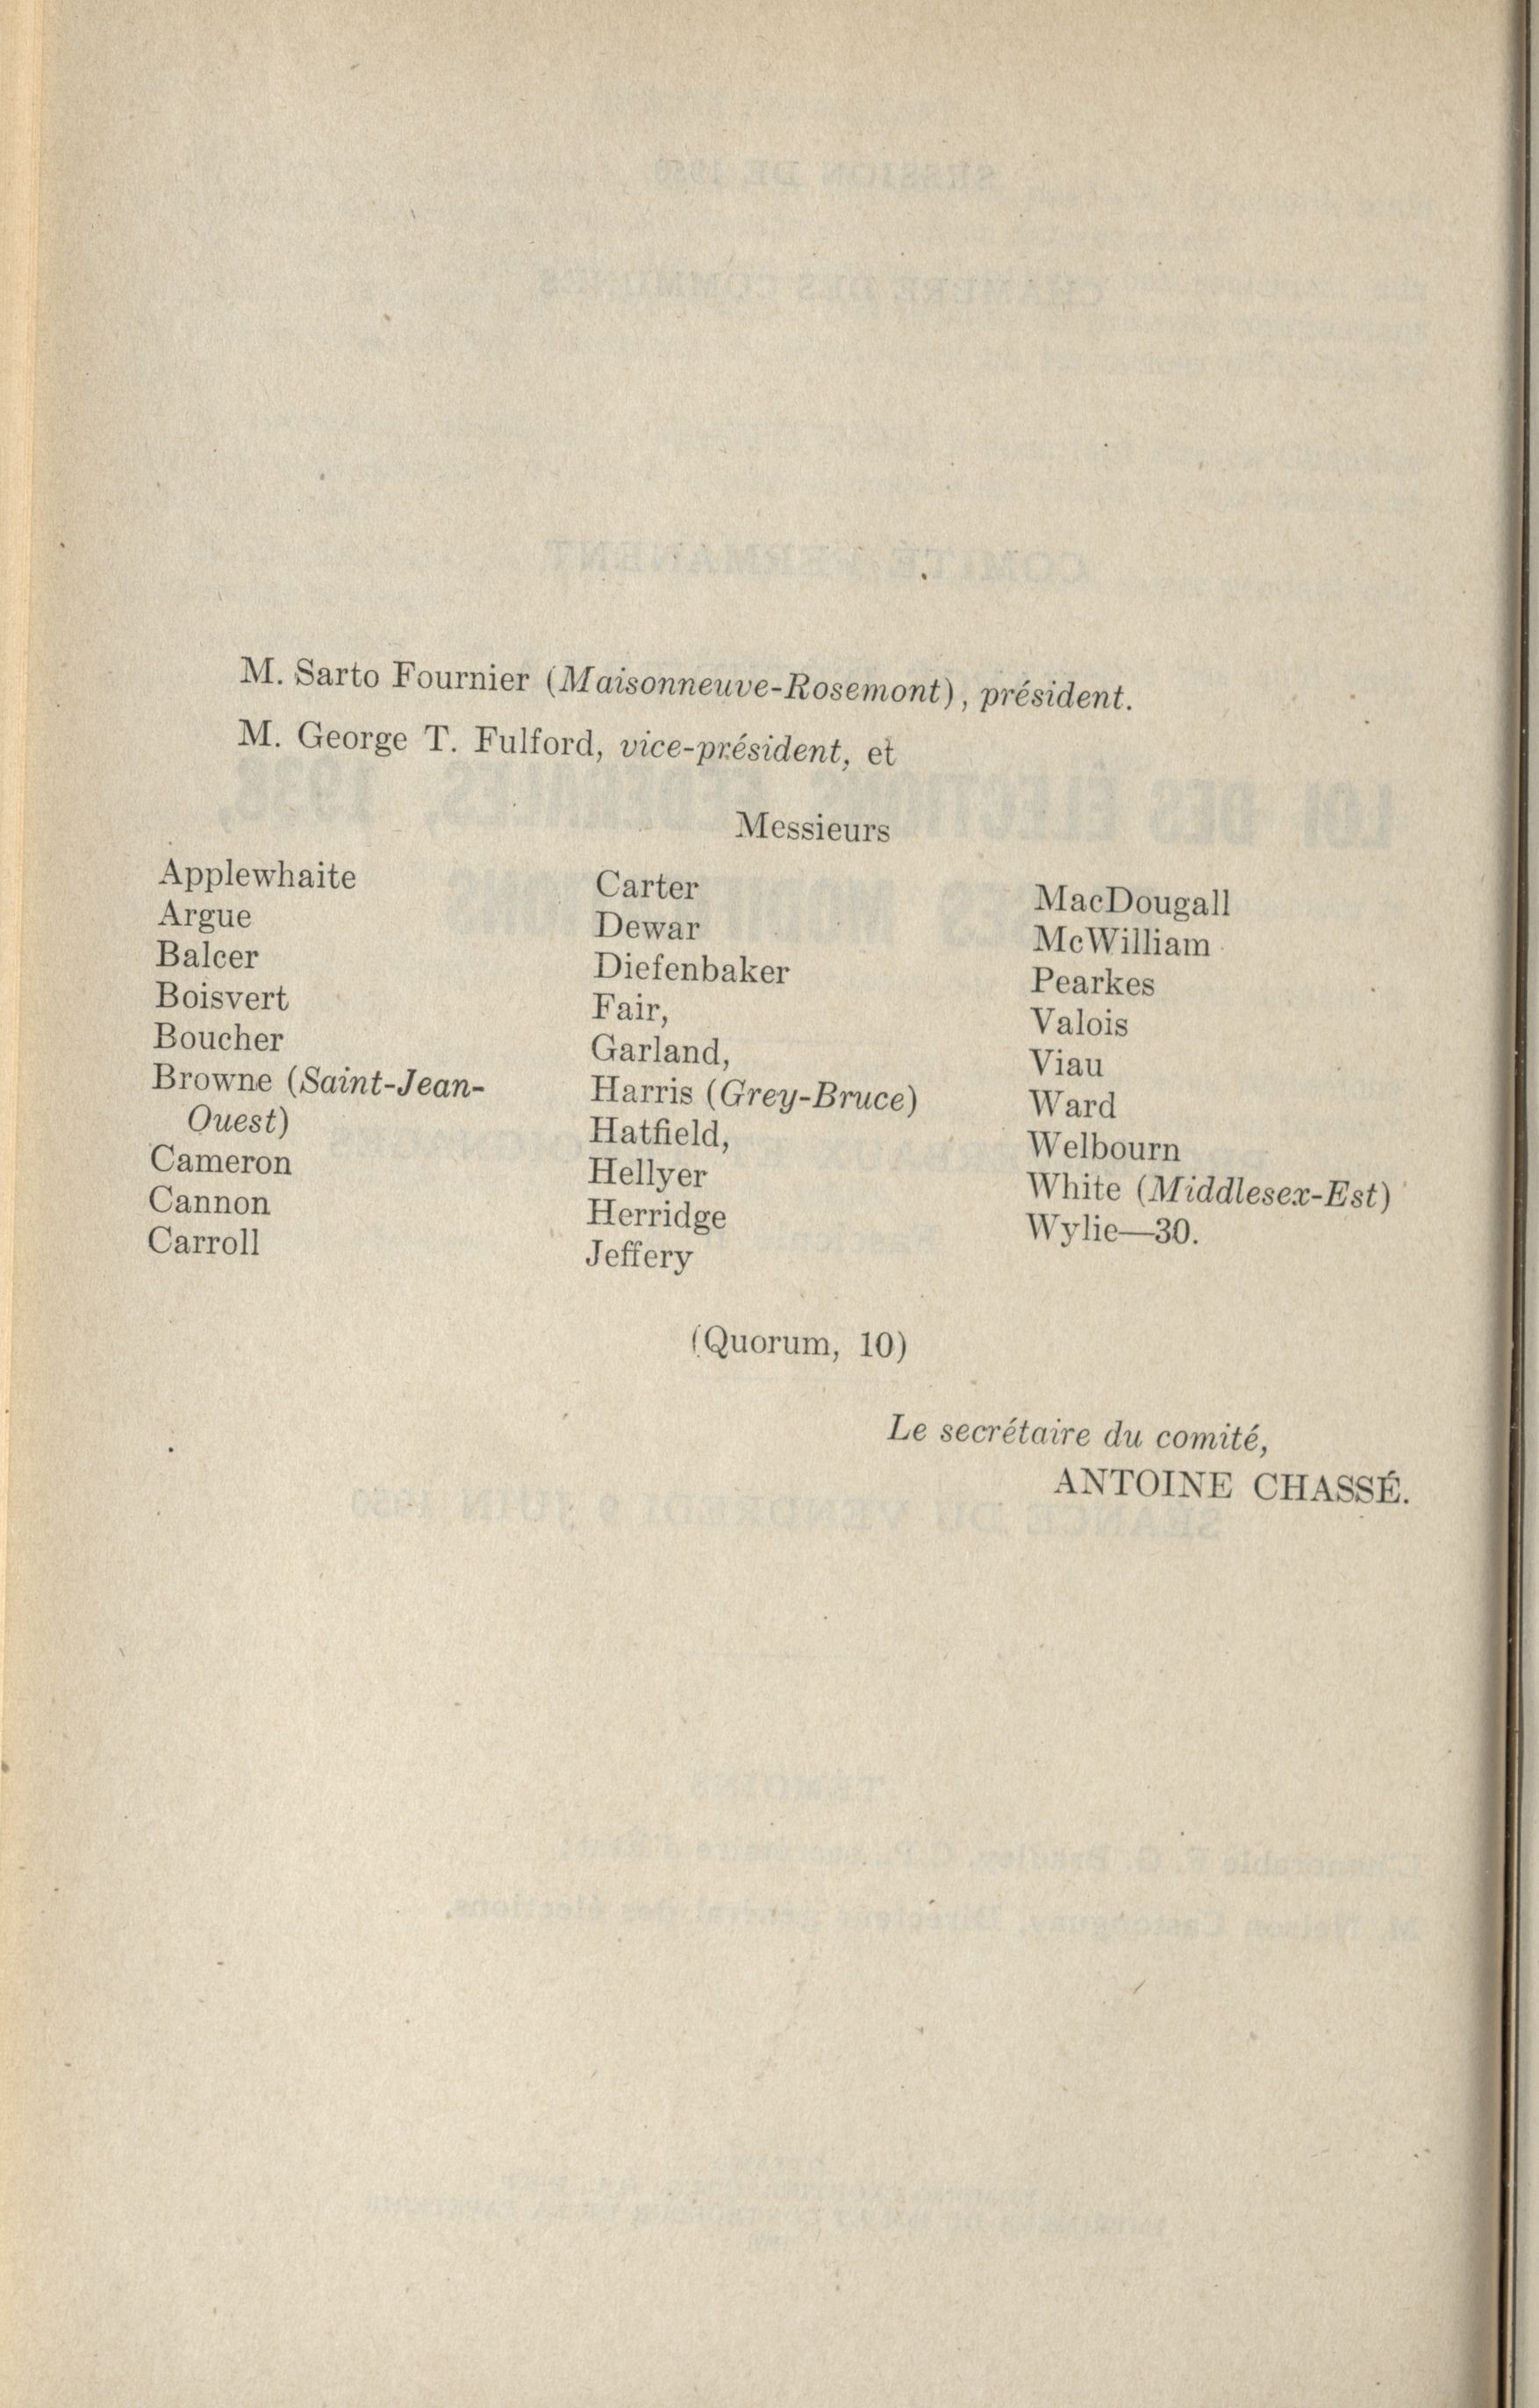 M. Sarto Fournier (Maisonneuve-Rosemont), président.
M. George T. Fulford, vice-président, et
Messieurs
Applewhaite
Argue
Balcer
Boisvert
Boucher
Browne (Saint-Jean-
Ouest)
Cameron
Cannon
Carroll
Carter
Dewar
Diefenbaker
Fair,
Garland,
Harris (Grey-Bruce)
Hatfield,
Hellyer
Herridge
Jeffery
MacDougall
McWilliam
Pearkes
Valois
Viau
Ward
Welbourn
White (Middlesex-Est)
Wylie—30.
(Quorum, 10)
Le secrétaire du comité,
ANTOINE CHASSÉ.